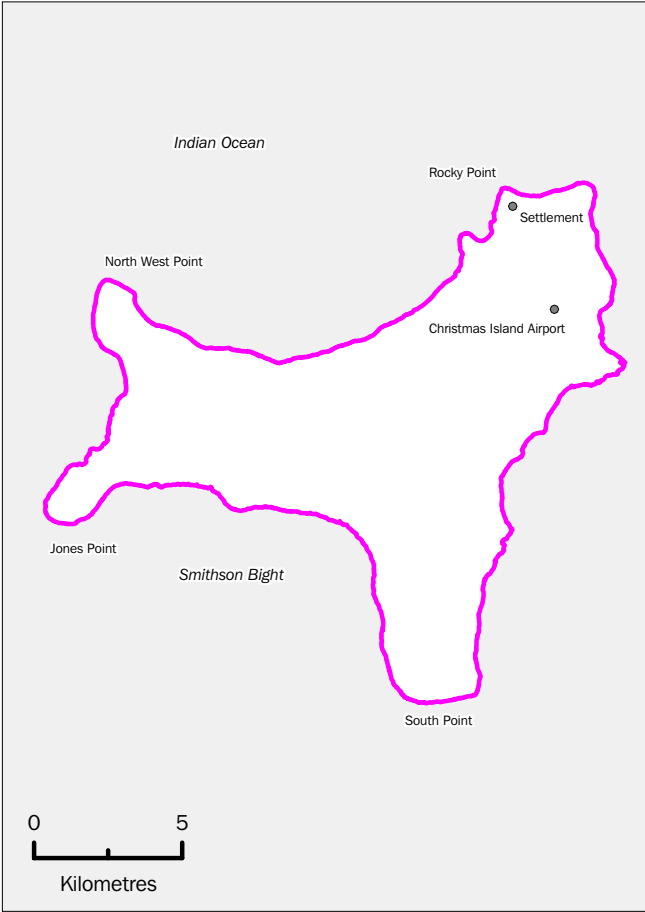 Indian Ocean
Rocky Point
Settlement
North West Point
Christmas Island Airport
Jones Point
Smithson Bight
South Point
0 5
Kilometres